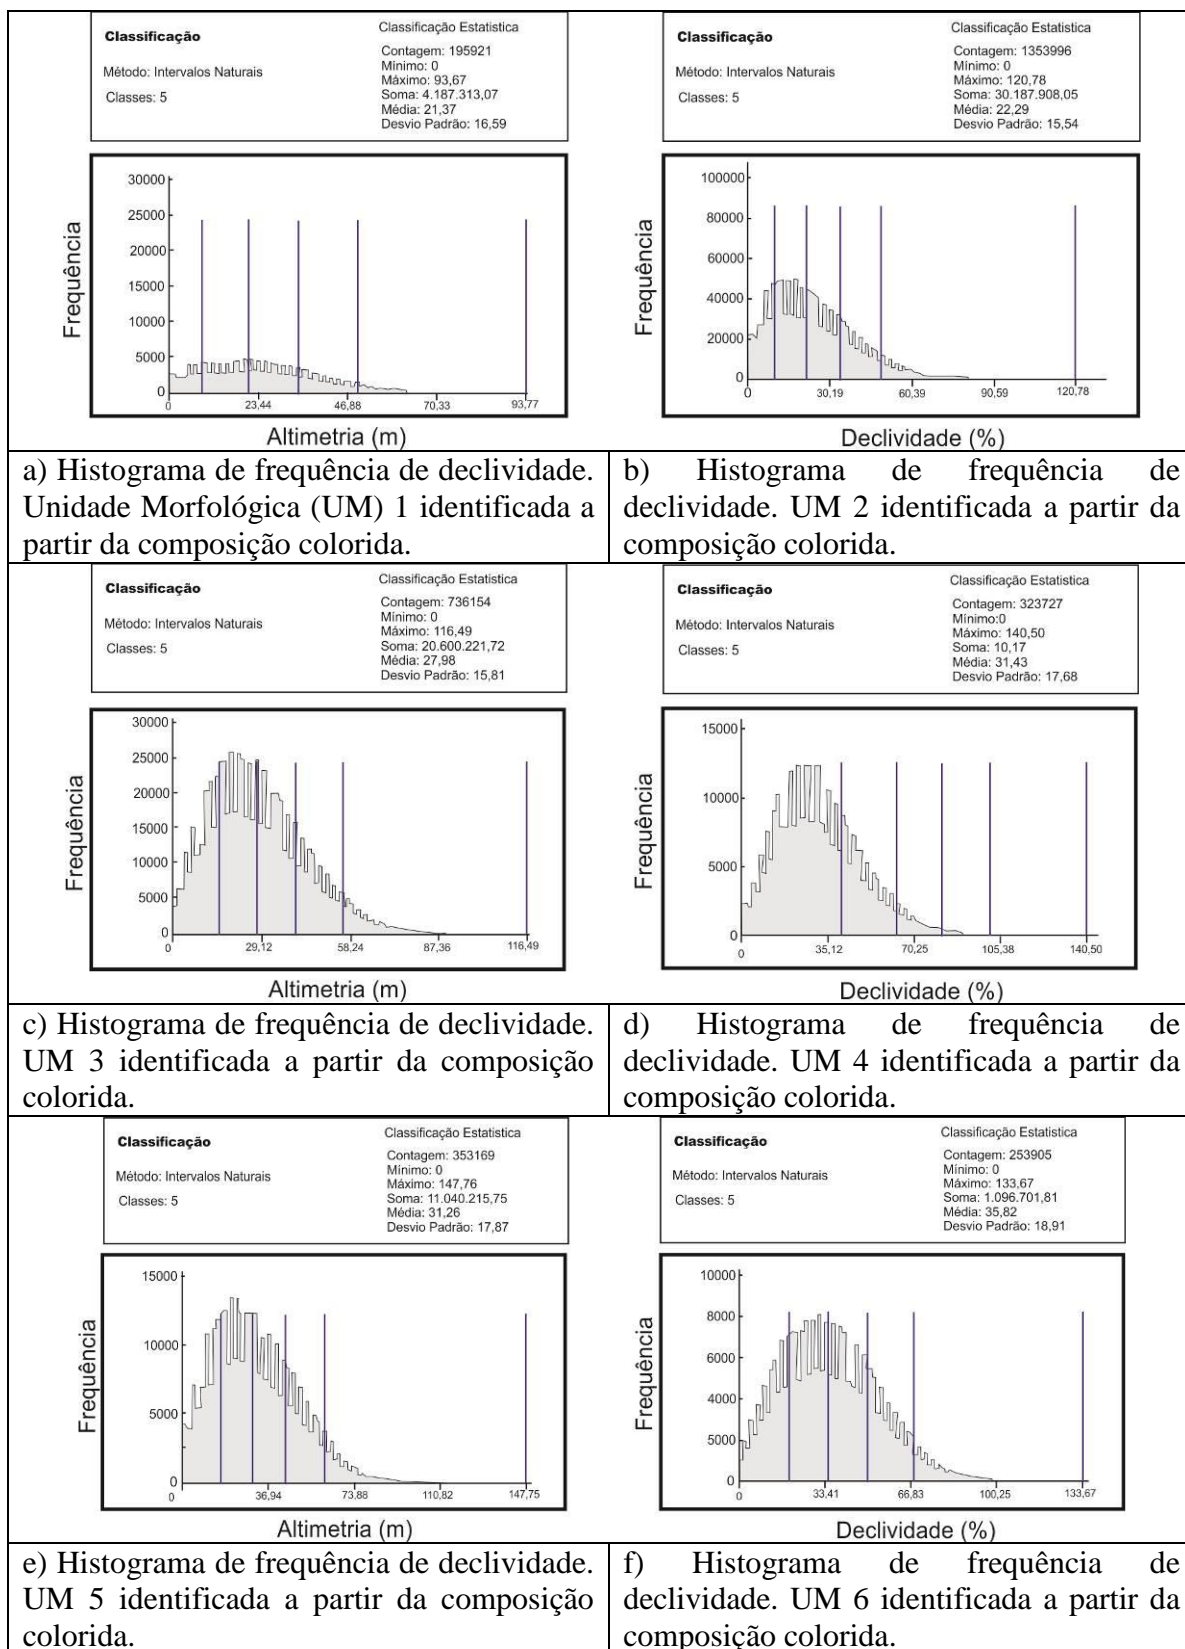 Classificação
Método: Intervalos Naturais
Classes: 5
Classificação Estatistica
Contagem: 195921
Mínimo: 0
Máximo: 93,67
Soma: 4.187.313,07
Média: 21,37
Desvio Padrão: 16,59
Frequência
30000
25000
20000
15000
10000
5000
0
0 23,44 46,88 70,33 93,77
Altimetria (m)
Classificação
Método: Intervalos Naturais
Classes: 5
Classificação Estatistica
Contagem: 1353996
Mínimo: 0
Máximo: 120,78
Soma: 30.187.908,05
Média: 22,29
Desvio Padrão: 15,54
Frequência
100000
80000
60000
40000
20000
0
0 30,19 60,39 90,59 120,78
Declividade (%)
a) Histograma de frequência de declividade.
Unidade Morfológica (UM) 1 identificada a
partir da composição colorida.
b) Histograma de frequência de
declividade. UM 2 identificada a partir da
composição colorida.
Classificação
Método: Intervalos Naturais
Classes: 5
Classificação Estatistica
Contagem: 736154
Mínimo: 0
Máximo: 116,49
Soma: 20.600.221,72
Média: 27,98
Desvio Padrão: 15,81
Frequência
30000
25000
20000
15000
10000
5000
0
0 29,12 58,24 87,36 116,49
Altimetria (m)
Classificação
Método: Intervalos Naturais
Classes: 5
Classificação Estatistica
Contagem: 323727
Mínimo:0
Máximo: 140,50
Soma: 10,17
Média: 31,43
Desvio Padrão: 17,68
Frequência
15000
10000
5000
0
0 35,12 70,25 105,38 140,50
Declividade (%)
c) Histograma de frequência de declividade.
UM 3 identificada a partir da composição
colorida.
d) Histograma de frequência de
declividade. UM 4 identificada a partir da
composição colorida.
Classificação
Método: Intervalos Naturais
Classes: 5
Classificação Estatistica
Contagem: 353169
Mínimo: 0
Máximo: 147,76
Soma: 11.040.215,75
Média: 31,26
Desvio Padrão: 17,87
Frequência
15000
10000
5000
0
0 36,94 73,88 110,82 147,75
Altimetria (m)
Classificação
Método: Intervalos Naturais
Classes: 5
Classificação Estatistica
Contagem: 253905
Mínimo: 0
Máximo: 133,67
Soma: 1.096.701,81
Média: 35,82
Desvio Padrão: 18,91
Frequência
10000
8000
6000
4000
5000
0
0 33,41 66,83 100,25 133,67
Declividade (%)
e) Histograma de frequência de declividade.
UM 5 identificada a partir da composição
colorida.
f) Histograma de frequência de
declividade. UM 6 identificada a partir da
composição colorida.